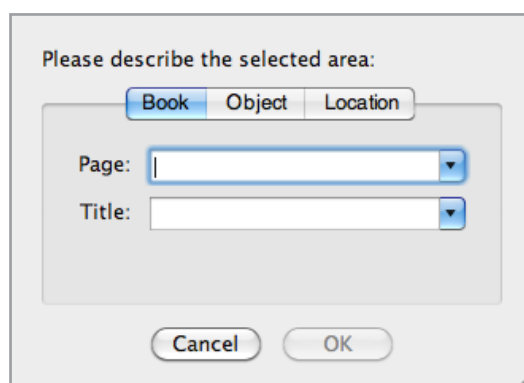 Please describe the selected area:
Book Object Location
Page:
Title:
Cancel OK